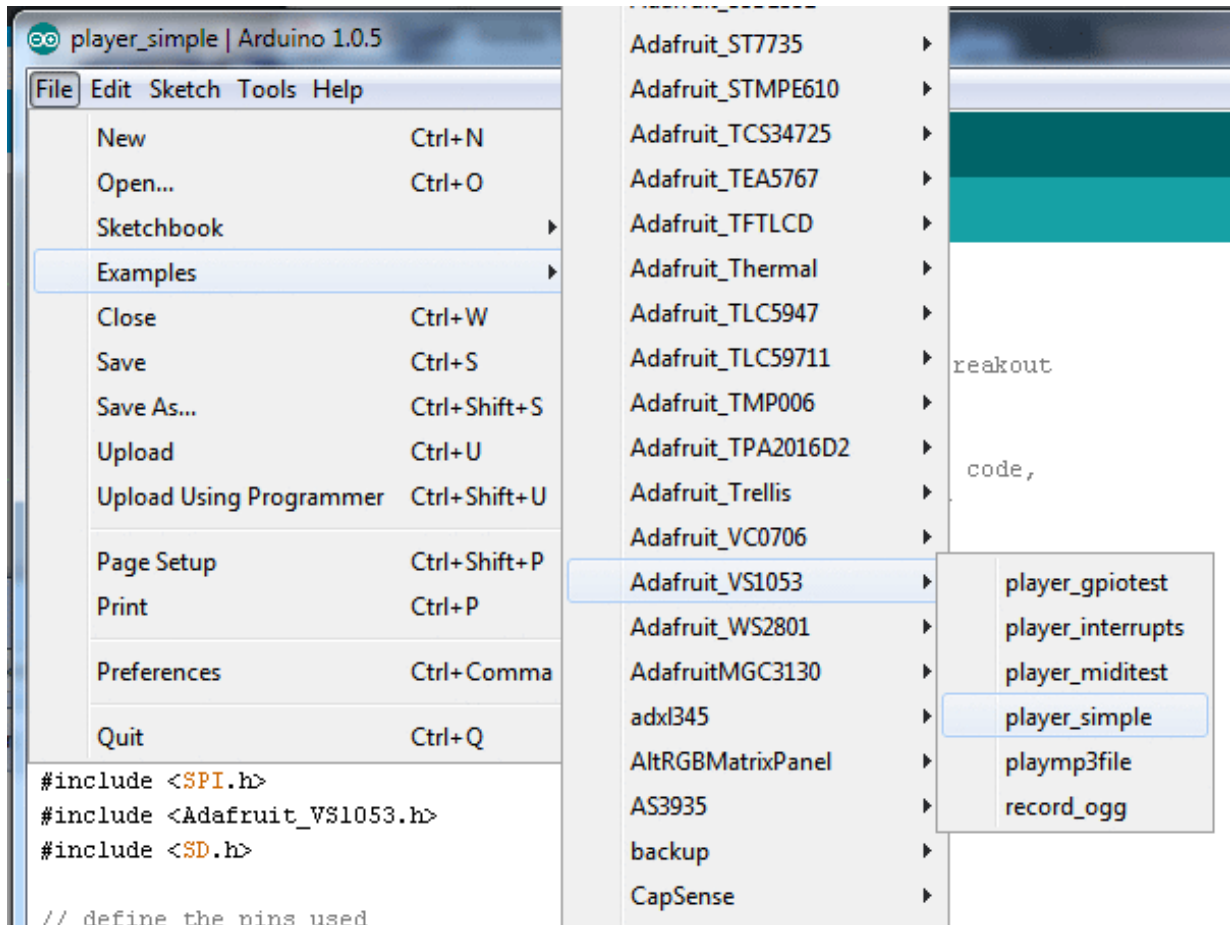 player_simple | Arduino 1.0.5
File Edit Sketch Tools Help
New Ctrl+N
Open... Ctrl+O
Sketchbook
Examples
Close Ctrl+W
Save Ctrl+S
Save As... Ctrl+Shift+S
Upload Ctrl+U
Upload Using Programmer Ctrl+Shift+U
Page Setup Ctrl+Shift+P
Print Ctrl+P
Preferences Ctrl+Comma
Quit Ctrl+Q
Adafruit_ST7735
Adafruit_STMPE610
Adafruit_TCS34725
Adafruit_TEA5767
Adafruit_TFTLCD
Adafruit_Thermal
Adafruit_TLC5947
Adafruit_TLC59711
Adafruit_TMP006
Adafruit_TPA2016D2
Adafruit_Trellis
Adafruit_VC0706
Adafruit_VS1053
Adafruit_WS2801
AdafruitMGC3130
adxl345
AltRGBMatrixPanel
AS3935
backup
CapSense
player_gpiotest
player_interrupts
player_miditest
player_simple
playmp3file
record_ogg
reakout
code,
#include <SPI.h>
#include <Adafruit_VS1053.h>
#include <SD.h>
// define the pins used